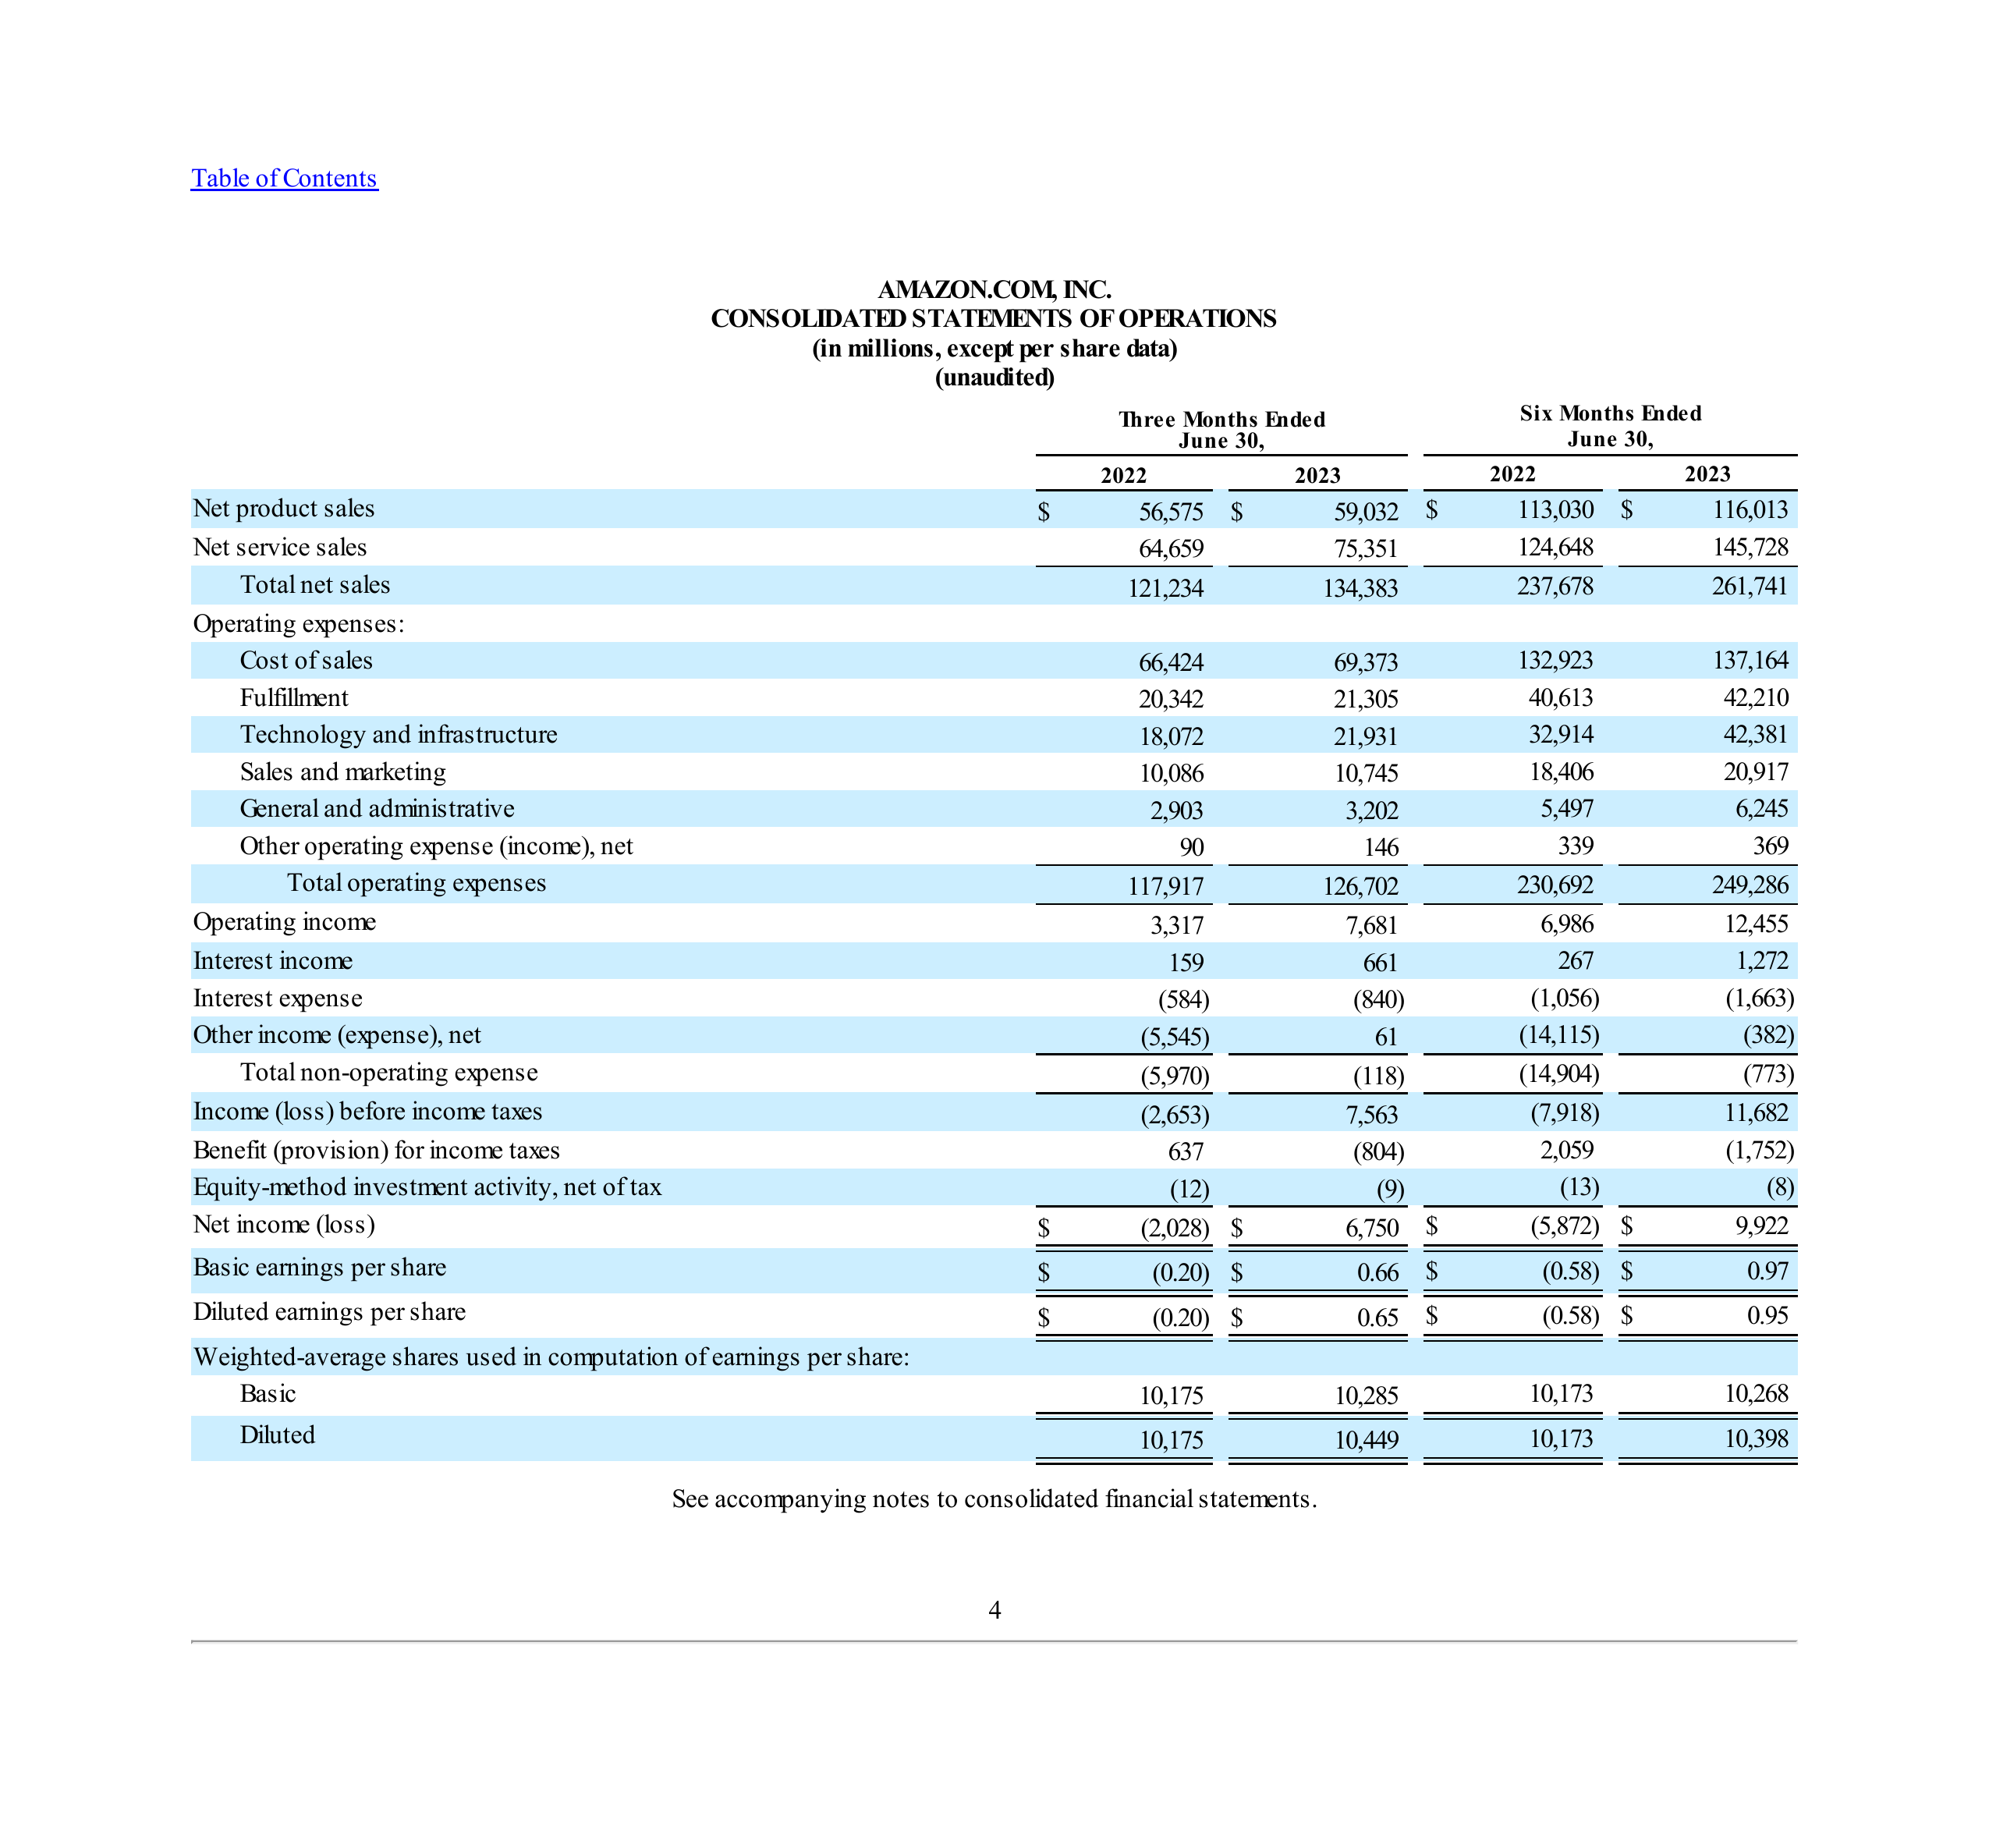 Table of Contents
AMAZON.COM, INC.
CONSOLIDATED STATEMENTS OF OPERATIONS
(in millions, except per share data)
(unaudited)
Three Months Ended June 30, Six Months Ended June 30,
2022 2023 2022 2023
Net product sales $ 56,575 $ 59,032 $ 113,030 $ 116,013
Net service sales 64,659 75,351 124,648 145,728
Total net sales 121,234 134,383 237,678 261,741
Operating expenses:
Cost of sales 66,424 69,373 132,923 137,164
Fulfillment 20,342 21,305 40,613 42,210
Technology and infrastructure 18,072 21,931 32,914 42,381
Sales and marketing 10,086 10,745 18,406 20,917
General and administrative 2,903 3,202 5,497 6,245
Other operating expense (income), net 90 146 339 369
Total operating expenses 117,917 126,702 230,692 249,286
Operating income 3,317 7,681 6,986 12,455
Interest income 159 661 267 1,272
Interest expense (584) (840) (1,056) (1,663)
Other income (expense), net (5,545) 61 (14,115) (382)
Total non-operating expense (5,970) (118) (14,904) (773)
Income (loss) before income taxes (2,653) 7,563 (7,918) 11,682
Benefit (provision) for income taxes 637 (804) 2,059 (1,752)
Equity-method investment activity, net of tax (12) (9) (13) (8)
Net income (loss) $ (2,028) $ 6,750 $ (5,872) $ 9,922
Basic earnings per share $ (0.20) $ 0.66 $ (0.58) $ 0.97
Diluted earnings per share $ (0.20) $ 0.65 $ (0.58) $ 0.95
Weighted-average shares used in computation of earnings per share:
Basic 10,175 10,285 10,173 10,268
Diluted 10,175 10,449 10,173 10,398
See accompanying notes to consolidated financial statements.
4